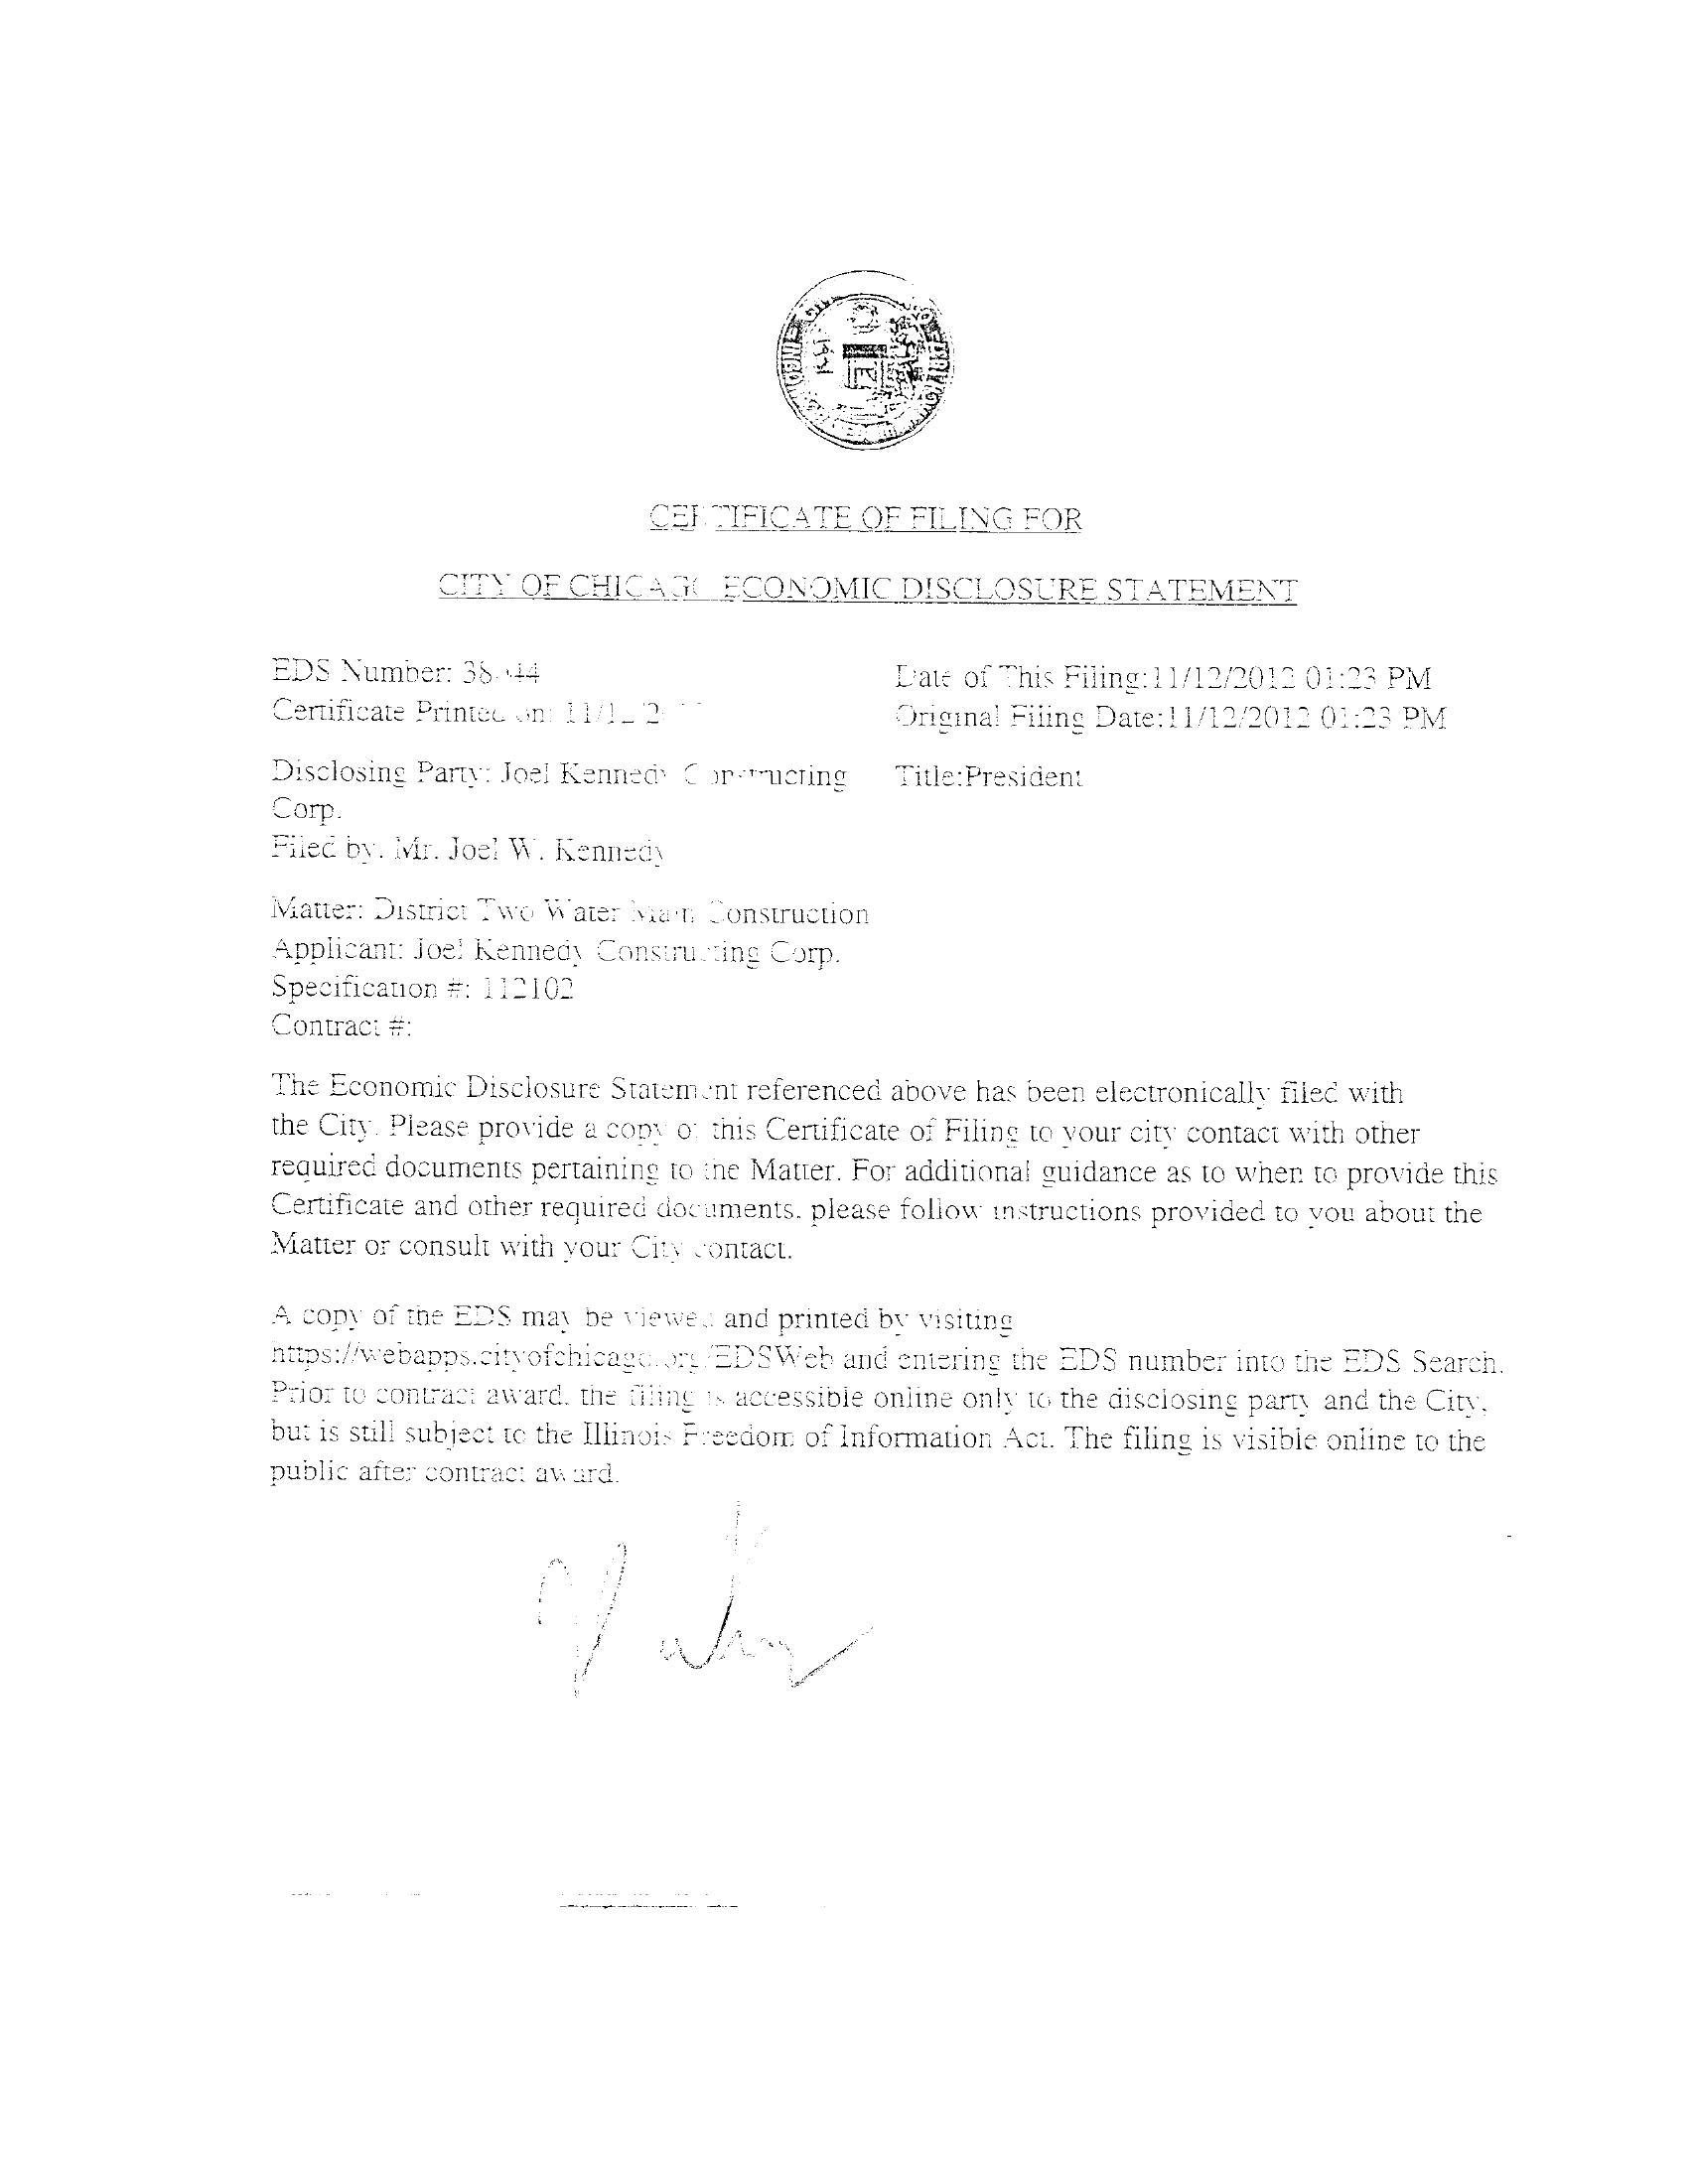 CERTIFICATE OF FILING FOR
CITY OF CHICAGO ECONOMIC DISCLOSURE STATEMENT
EDS Number:
Date of This Filing:11/12/2012 01:23 PM
Certificate Printed on:
Original Filing Date:11/12/2012 01:23 PM
Disclosing Party: Joel Kennedy Constructing
Title:President
Corp.
Filed by: Mr. Joel W. Kennedy
Matter: District Two Water Main Construction
Applicant: Joel Kennedy Constructing Corp.
Specification #: 112102
Contract #:
The Economic Disclosure Statement referenced above has been electronically filed with
the City. Please provide a copy of this Certificate of Filing to your city contact with other
required documents pertaining to the Matter. For additional guidance as to when to provide this
Certificate and other required documents, please follow instructions provided to you about the
Matter or consult with your City contact.
A copy of the EDS may be viewed and printed by visiting
https://webapps.cityofchicago.org/EDSWeb and entering the EDS number into the EDS Search.
Prior to contract award, the filing is accessible online only to the disclosing party and the City,
but is still subject to the Illinois Freedom of Information Act. The filing is visible online to the
public after contract award.